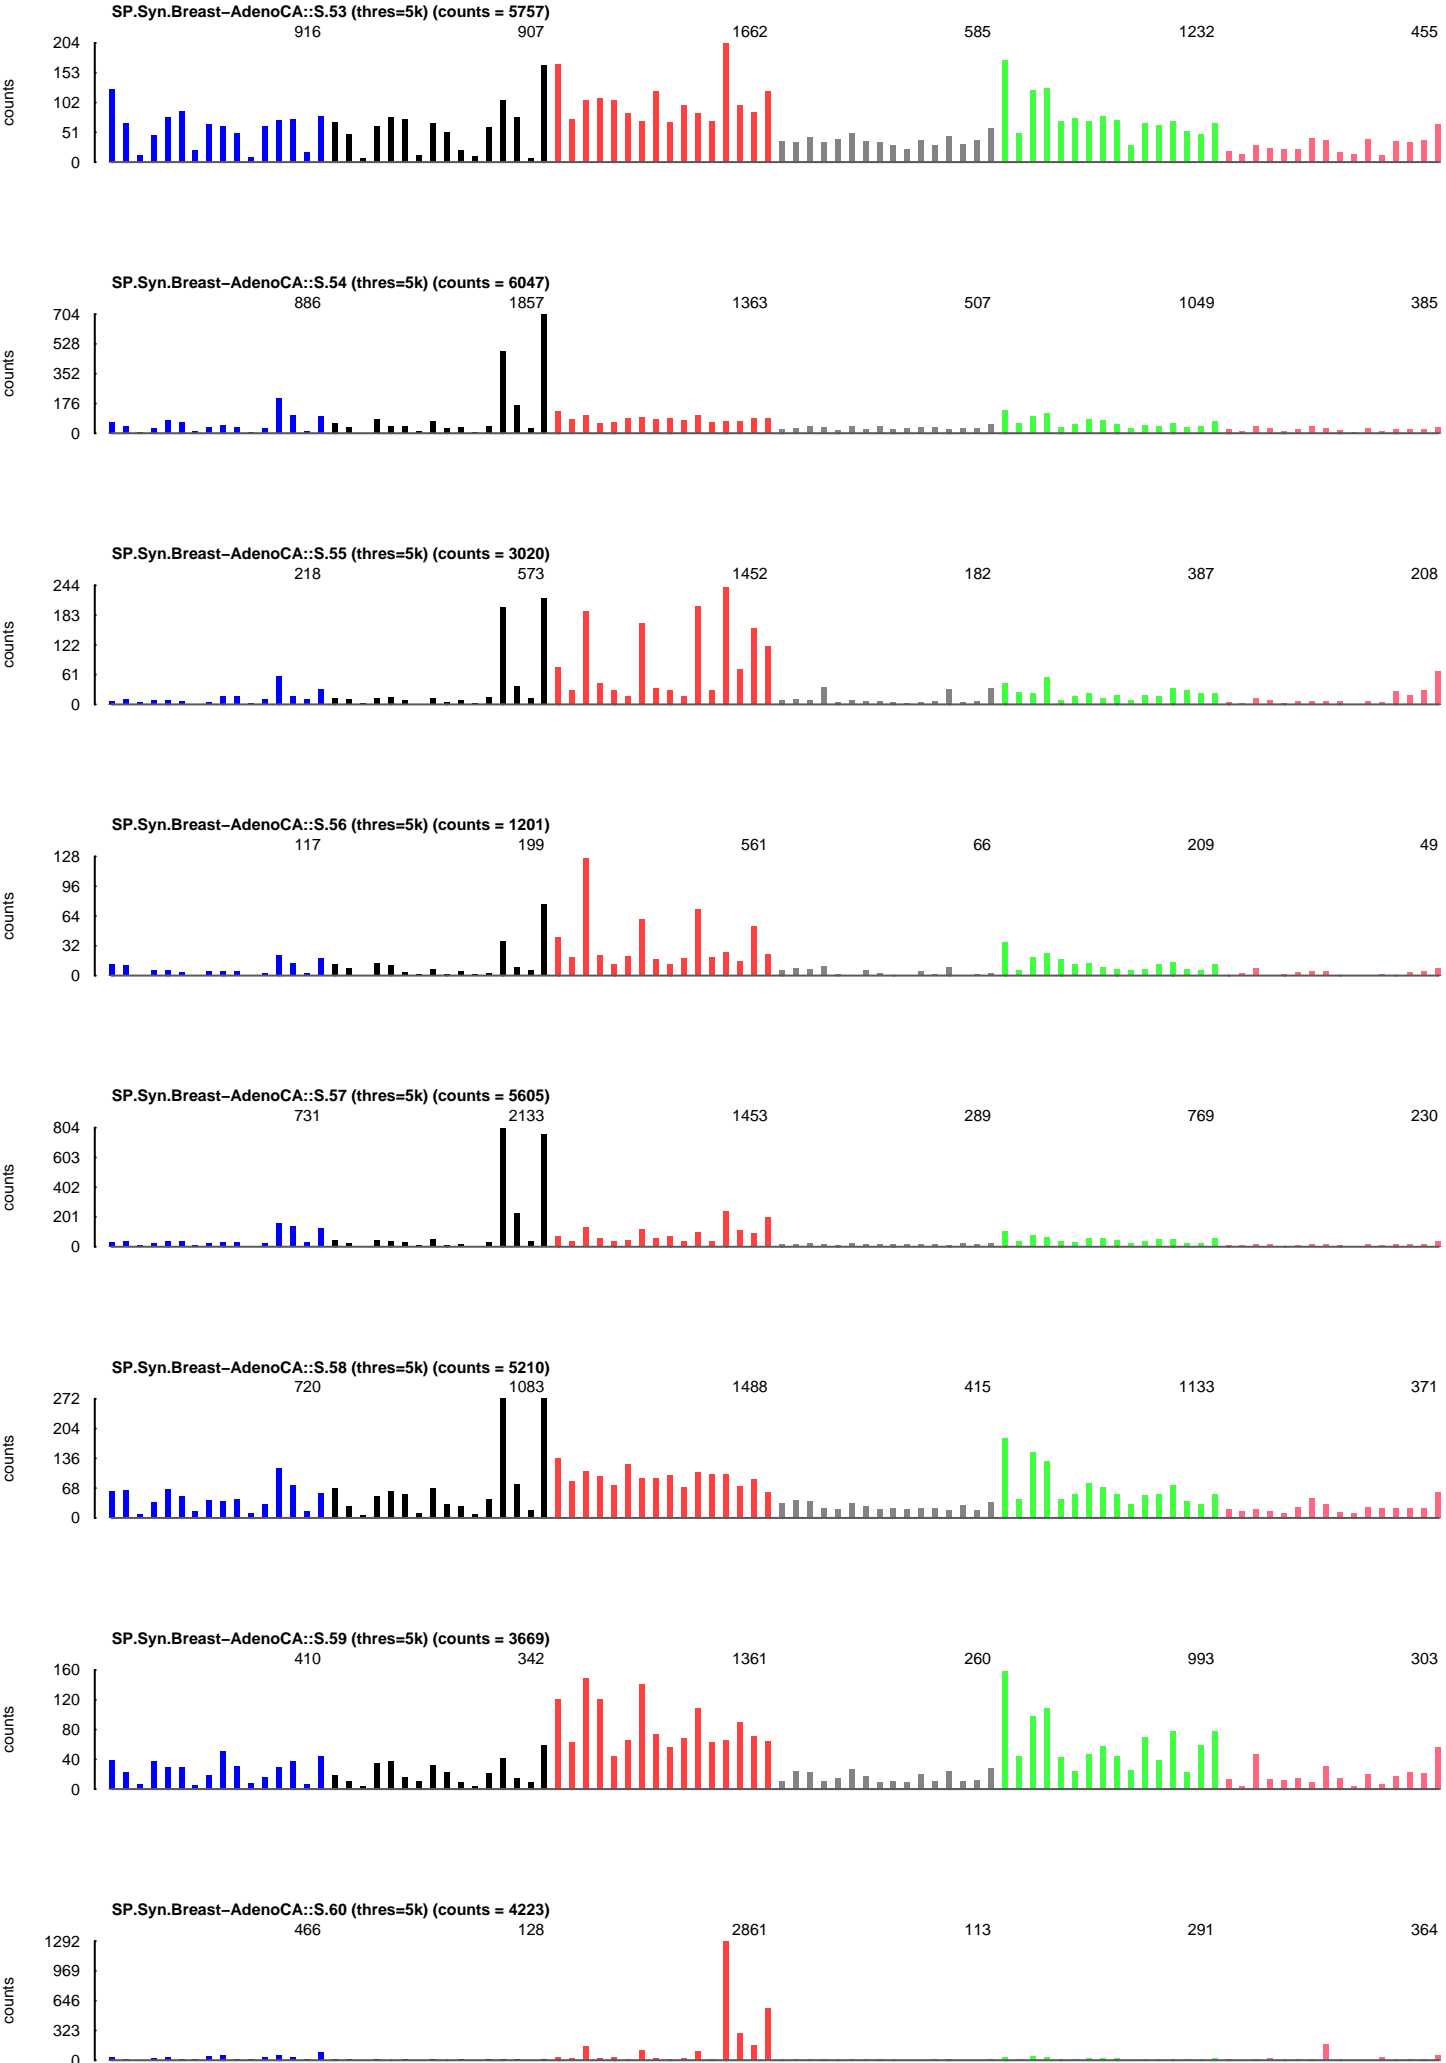 SP.Syn.Breast–AdenoCA::S.53 (thres=5k) (counts = 5757)
916 907 1662 585 1232 455
204
153
102
51
0
counts
SP.Syn.Breast–AdenoCA::S.54 (thres=5k) (counts = 6047)
886 1857 1363 507 1049 385
704
528
352
176
0
counts
SP.Syn.Breast–AdenoCA::S.55 (thres=5k) (counts = 3020)
218 573 1452 182 387 208
244
183
122
61
0
counts
SP.Syn.Breast–AdenoCA::S.56 (thres=5k) (counts = 1201)
117 199 561 66 209 49
128
96
64
32
0
counts
SP.Syn.Breast–AdenoCA::S.57 (thres=5k) (counts = 5605)
731 2133 1453 289 769 230
804
603
402
201
0
counts
SP.Syn.Breast–AdenoCA::S.58 (thres=5k) (counts = 5210)
720 1083 1488 415 1133 371
272
204
136
68
0
counts
SP.Syn.Breast–AdenoCA::S.59 (thres=5k) (counts = 3669)
410 342 1361 260 993 303
160
120
80
40
0
counts
SP.Syn.Breast–AdenoCA::S.60 (thres=5k) (counts = 4223)
466 128 2861 113 291 364
1292
969
646
323
0
counts